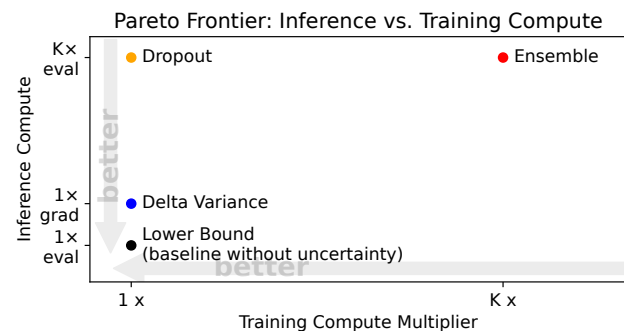 Pareto Frontier: Inference vs. Training Compute
K×
eval
Dropout
Ensemble
Inference Compute
better
1×
grad
Delta Variance
1×
eval
Lower Bound
(baseline without uncertainty)
better
1 x
K x
Training Compute Multiplier